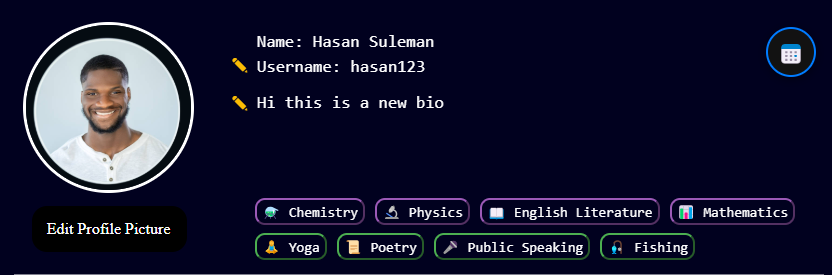 Name: Hasan Suleman
Username: hasan123
Hi this is a new bio
Edit Profile Picture
Chemistry Physics English Literature Mathematics
Yoga Poetry Public Speaking Fishing